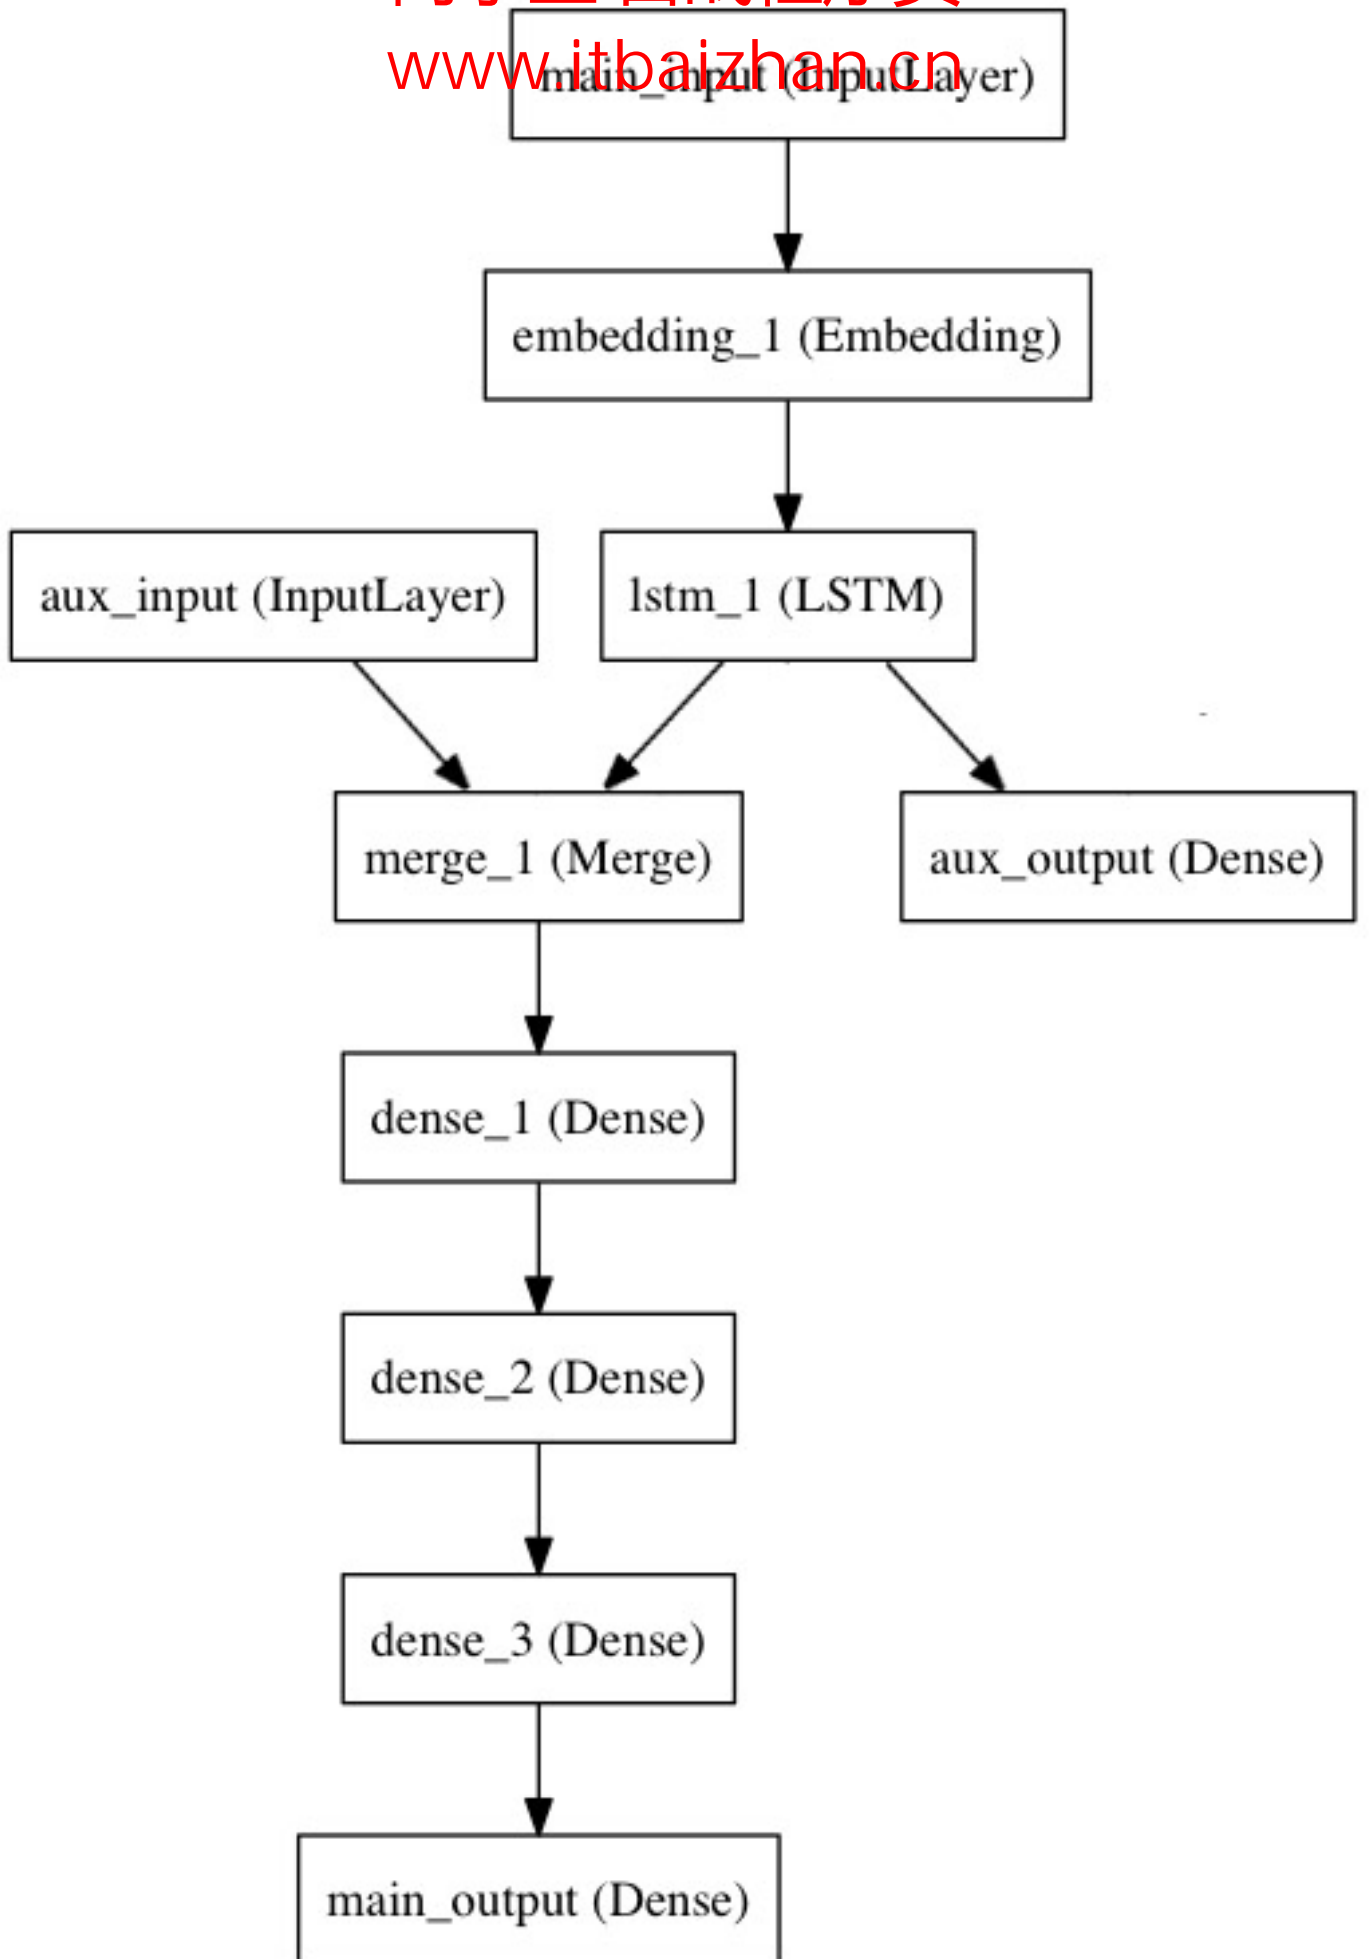 www.itbaizhan.cn
main_input (InputLayer)
embedding_1 (Embedding)
aux_input (InputLayer)
lstm_1 (LSTM)
merge_1 (Merge)
aux_output (Dense)
dense_1 (Dense)
dense_2 (Dense)
dense_3 (Dense)
main_output (Dense)